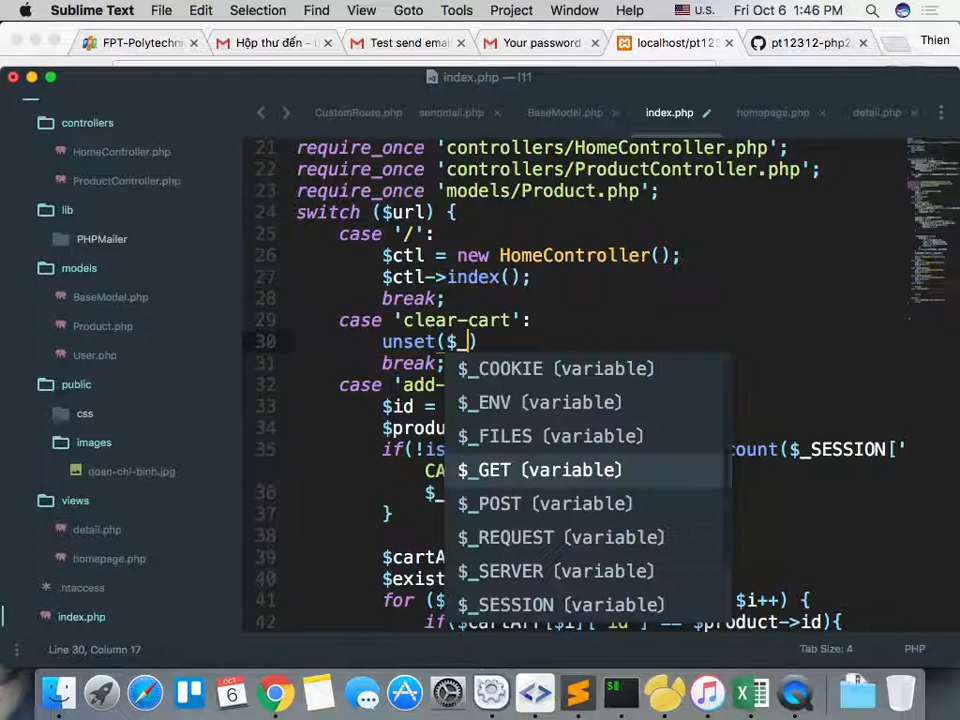 Sublime Text File Edit Selection Find View Goto Tools Project Window Help U.S. Fri Oct 6 1:46 PM
FPT-Polytechni Hộp thư đến - Test send emai Your password localhost/pt123 pt12312-php2 Thien
index.php — l11
CustomRoute.php sendmail.php BaseModel.php index.php homepage.php detail.php
controllers
HomeController.php
ProductController.php
lib
PHPMailer
models
BaseModel.php
Product.php
User.php
public
css
images
doan-chi-binh.jpg
views
detail.php
homepage.php
.htaccess
index.php
21 require_once 'controllers/HomeController.php';
22 require_once 'controllers/ProductController.php';
23 require_once 'models/Product.php';
24 switch ($url) {
25 case '/':
26 $ctl = new HomeController();
27 $ctl->index();
28 break;
29 case 'clear-cart':
30 unset($_)
31 break;
32 case 'add-
33 $id =
34 $produ
35 if(!is count($_SESSION['
CA
36 $_
37 }
38
39 $cartA
40 $exist
41 for ($ $i++) {
42 if($cartArr[$i]['id'] == $product->id){
$_COOKIE (variable)
$_ENV (variable)
$_FILES (variable)
$_GET (variable)
$_POST (variable)
$_REQUEST (variable)
$_SERVER (variable)
$_SESSION (variable)
Line 30, Column 17 Tab Size: 4 PHP